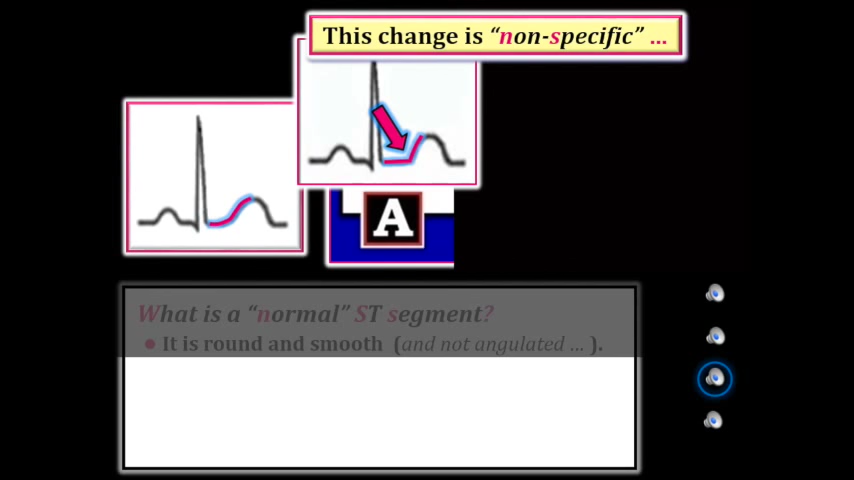 This change is “non-specific” ...
A
What is a “normal” ST segment?
● It is round and smooth (and not angulated ... ).